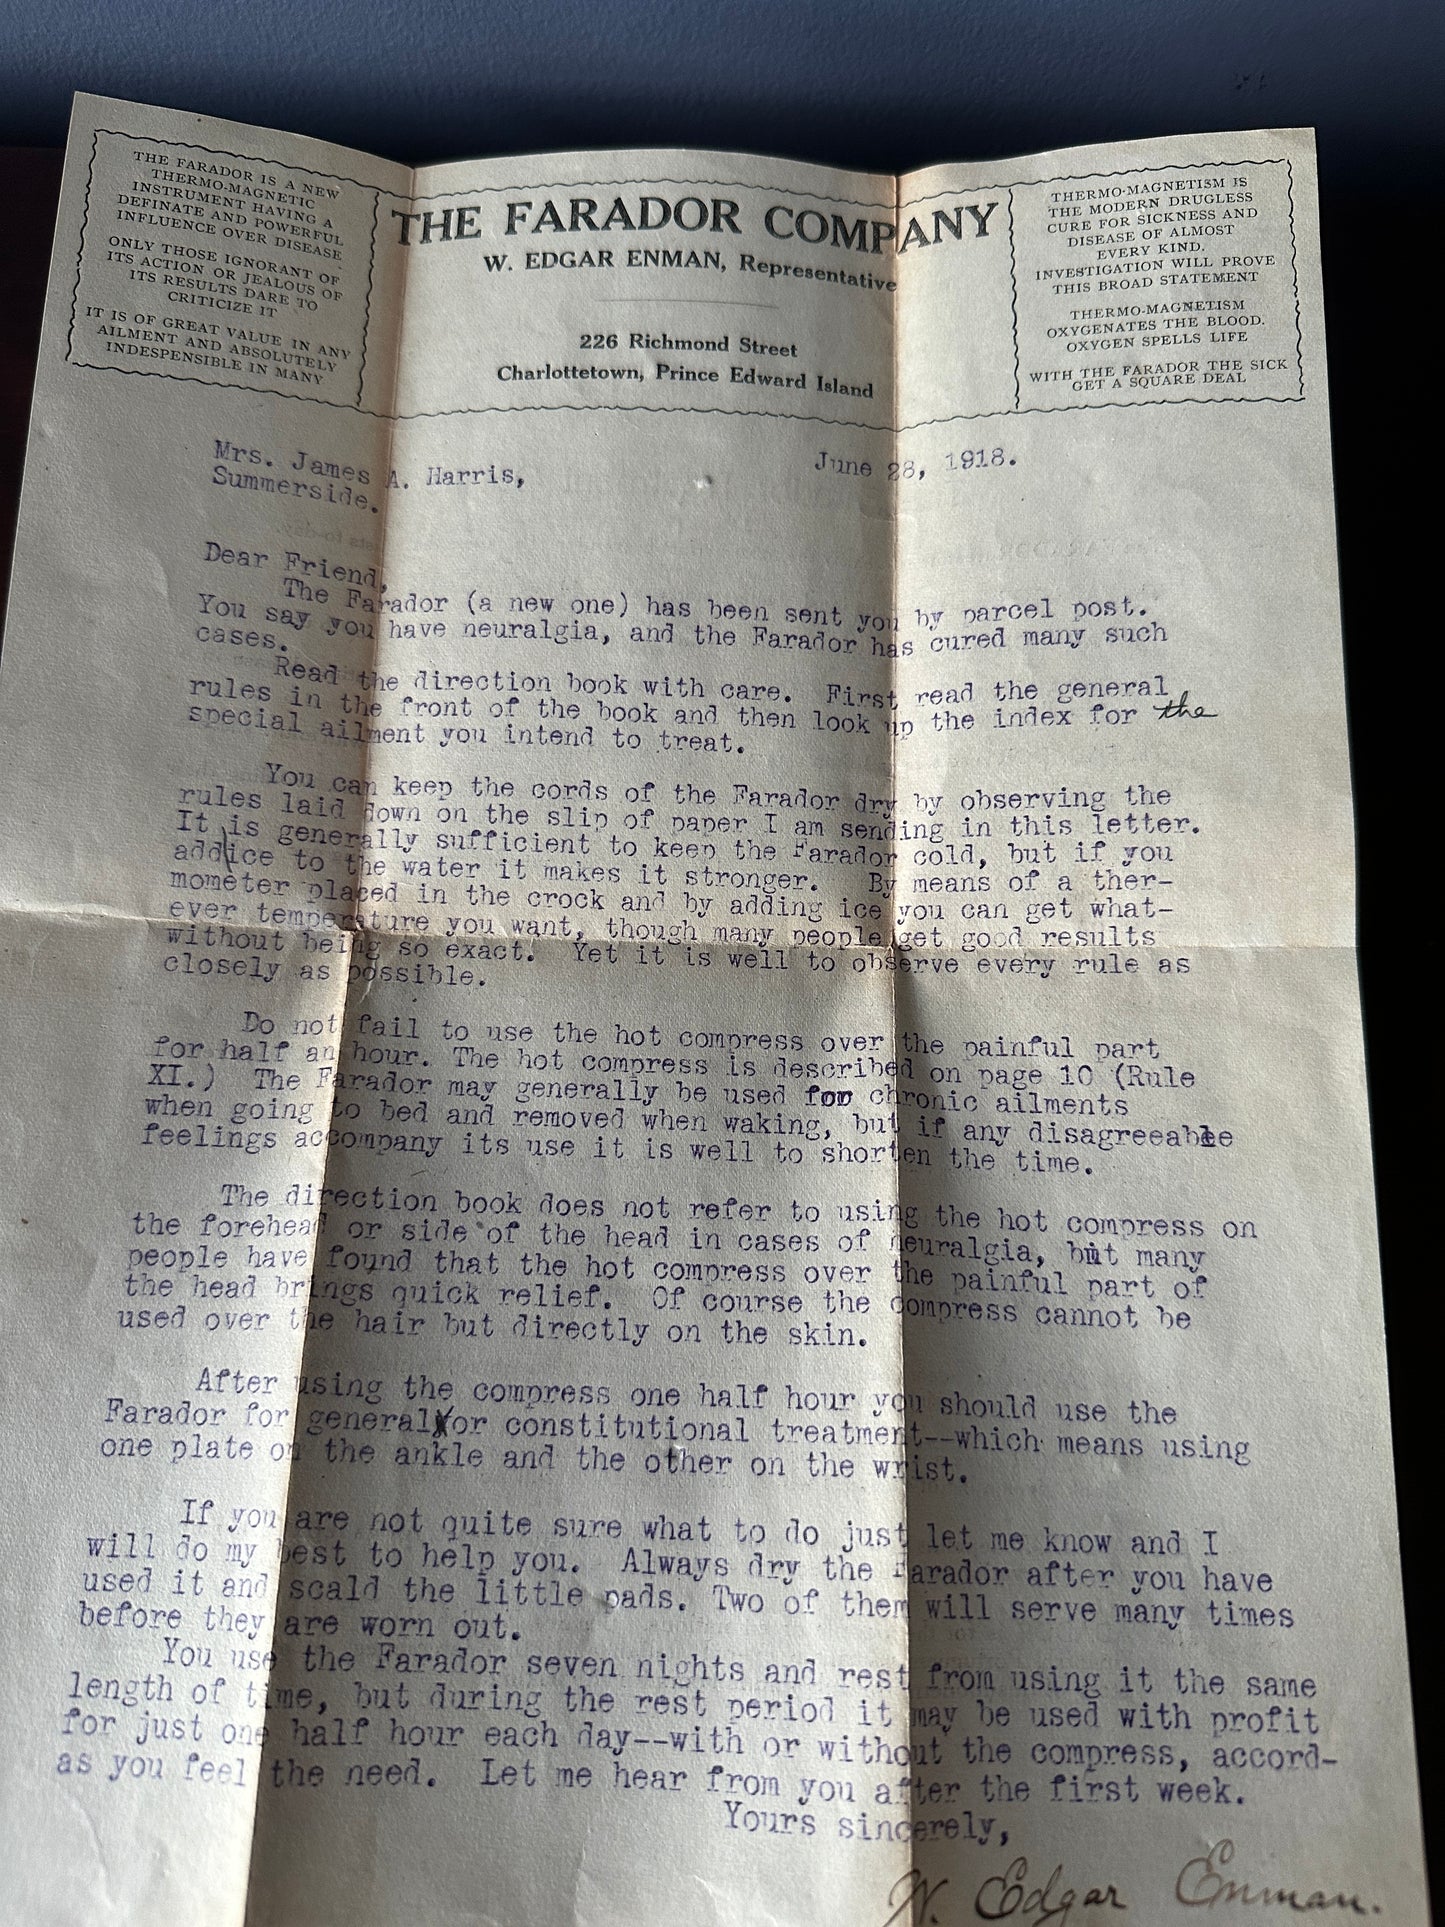 THE FARADOR IS A NEW
THERMO-MAGNETIC
INSTRUMENT HAVING A
DEFINATE AND POWERFUL
INFLUENCE OVER DISEASE
ONLY THOSE IGNORANT OF
ITS ACTION OR JEALOUS OF
ITS RESULTS DARE TO
CRITICIZE IT
IT IS OF GREAT VALUE IN ANY
AILMENT AND ABSOLUTELY
INDESPENSIBLE IN MANY
THE FARADOR COMPANY
W. EDGAR ENMAN, Representative
226 Richmond Street
Charlottetown, Prince Edward Island
THERMO-MAGNETISM IS
THE MODERN DRUGLESS
CURE FOR SICKNESS AND
DISEASE OF ALMOST
EVERY KIND.
INVESTIGATION WILL PROVE
THIS BROAD STATEMENT
THERMO-MAGNETISM
OXYGENATES THE BLOOD.
OXYGEN SPELLS LIFE
WITH THE FARADOR THE SICK
GET A SQUARE DEAL
June 28, 1918.
Mrs. James A. Harris,
Summerside.
Dear Friend,
The Farador (a new one) has been sent you by parcel post.
You say you have neuralgia, and the Farador has cured many such
cases.
Read the direction book with care. First read the general
rules in the front of the book and then look up the index for the
special ailment you intend to treat.
You can keep the cords of the Farador dry by observing the
rules laid down on the slip of paper I am sending in this letter.
It is generally sufficient to keep the Farador cold, but if you
add ice to the water it makes it stronger. By means of a ther-
mometer placed in the crock and by adding ice you can get what-
ever temperature you want, though many people get good results
without being so exact. Yet it is well to observe every rule as
closely as possible.
Do not fail to use the hot compress over the painful part
for half an hour. The hot compress is described on page 10 (Rule
XI.) The Farador may generally be used for chronic ailments
when going to bed and removed when waking, but if any disagreeable
feelings accompany its use it is well to shorten the time.
The direction book does not refer to using the hot compress on
the forehead or side of the head in cases of neuralgia, but many
people have found that the hot compress over the painful part of
the head brings quick relief. Of course the compress cannot be
used over the hair but directly on the skin.
After using the compress one half hour you should use the
Farador for general or constitutional treatment--which means using
one plate on the ankle and the other on the wrist.
If you are not quite sure what to do just let me know and I
will do my best to help you. Always dry the Farador after you have
used it and scald the little pads. Two of them will serve many times
before they are worn out.
You use the Farador seven nights and rest from using it the same
length of time, but during the rest period it may be used with profit
for just one half hour each day--with or without the compress, accord-
as you feel the need. Let me hear from you after the first week.
Yours sincerely,
W. Edgar Enman.